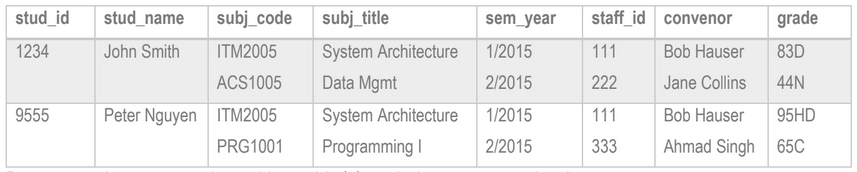 stud_id stud_name subj_code subj_title sem_year staff_id convenor grade
1234 John Smith ITM2005 System Architecture 1/2015 111 Bob Hauser 83D
ACS1005 Data Mgmt 2/2015 222 Jane Collins 44N
9555 Peter Nguyen ITM2005 System Architecture 1/2015 111 Bob Hauser 95HD
PRG1001 Programming I 2/2015 333 Ahmad Singh 65C